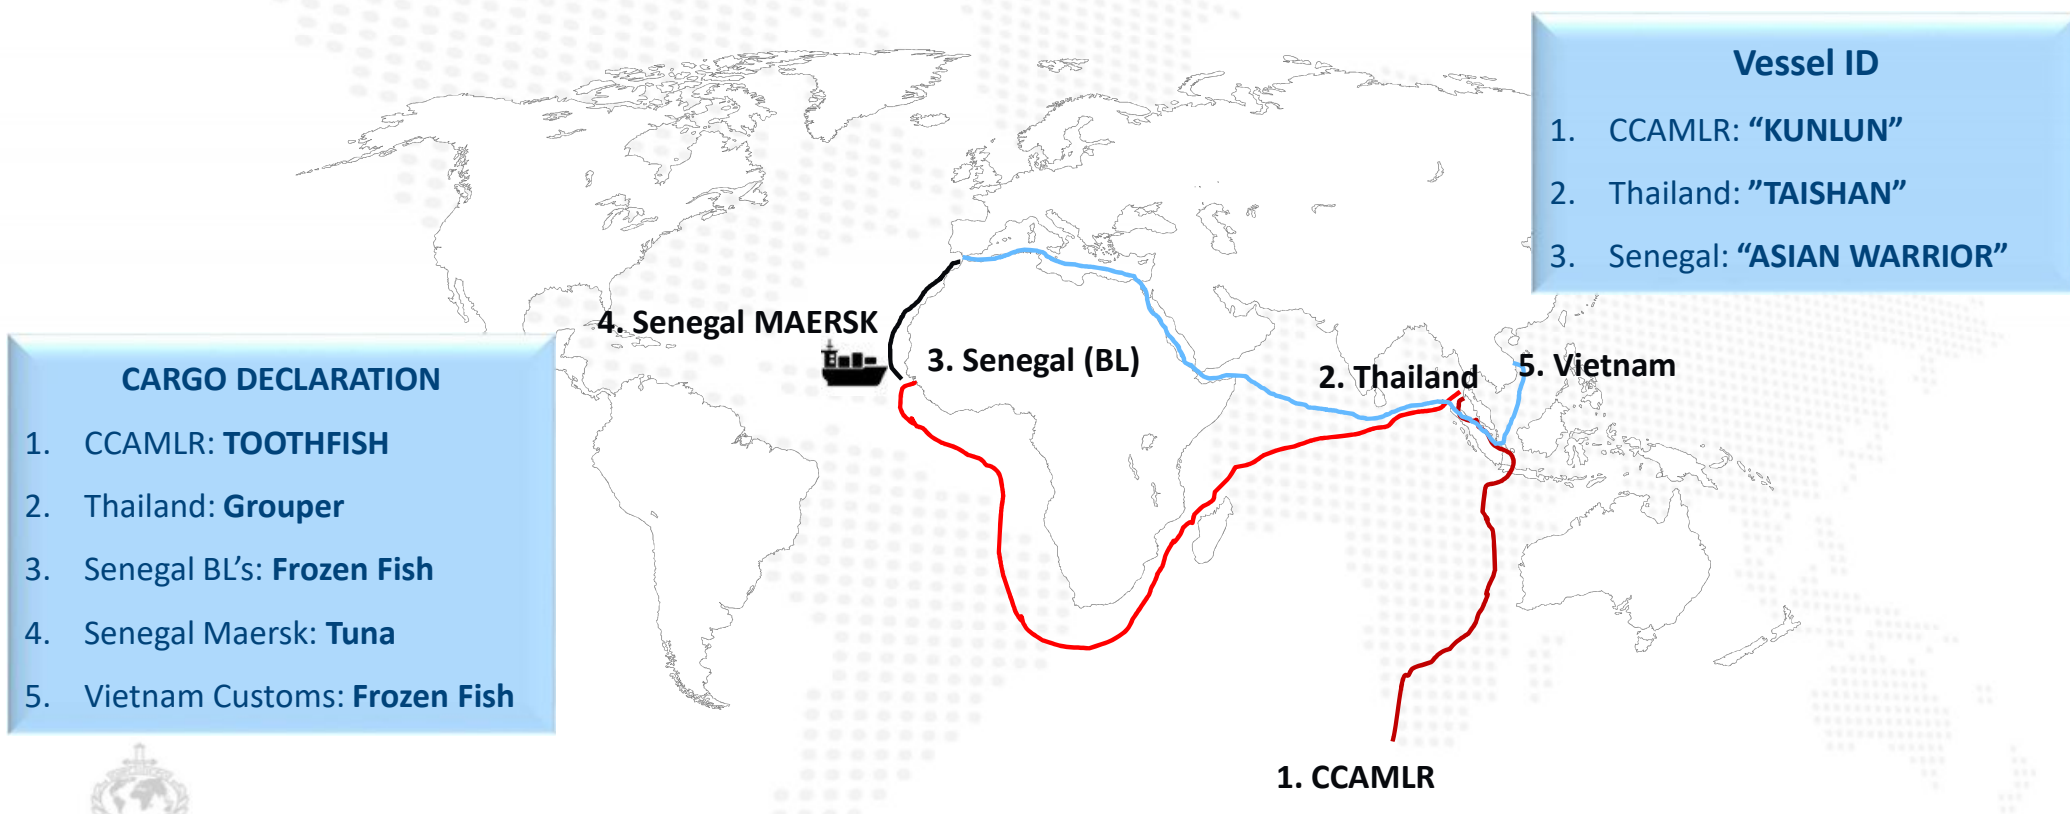 Vessel ID
1. CCAMLR: “KUNLUN”
2. Thailand: ”TAISHAN”
3. Senegal: “ASIAN WARRIOR”
4. Senegal MAERSK
3. Senegal (BL)
2. Thailand
5. Vietnam
CARGO DECLARATION
1. CCAMLR: TOOTHFISH
2. Thailand: Grouper
3. Senegal BL’s: Frozen Fish
4. Senegal Maersk: Tuna
5. Vietnam Customs: Frozen Fish
1. CCAMLR